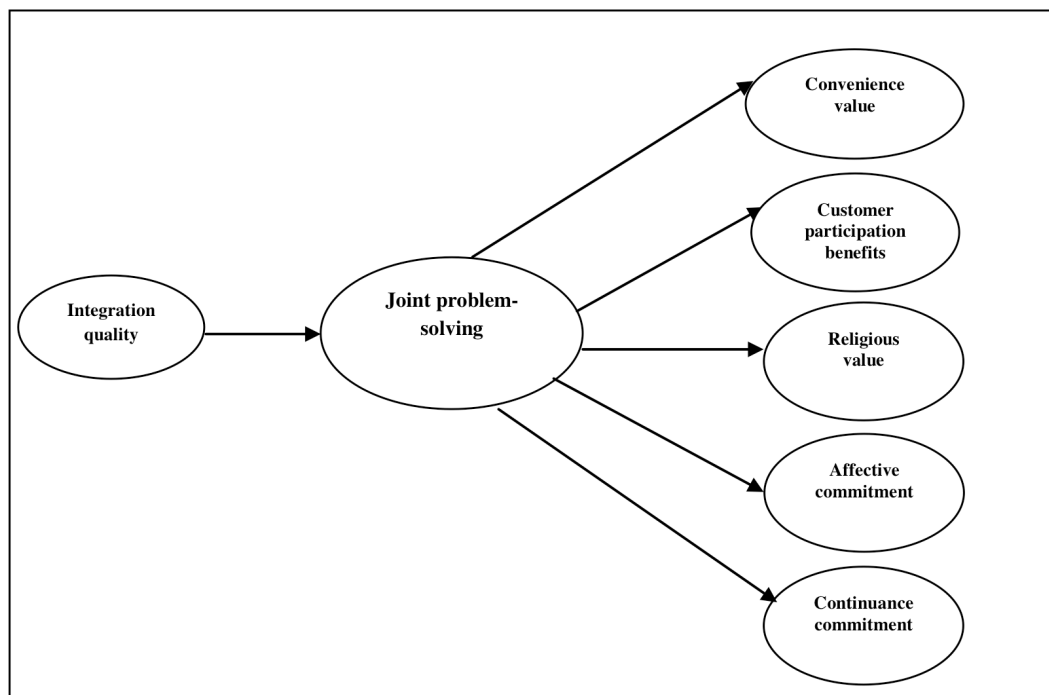 Convenience
value
Customer
participation
benefits
Joint problem-
solving
Integration
quality
Religious
value
Affective
commitment
Continuance
commitment